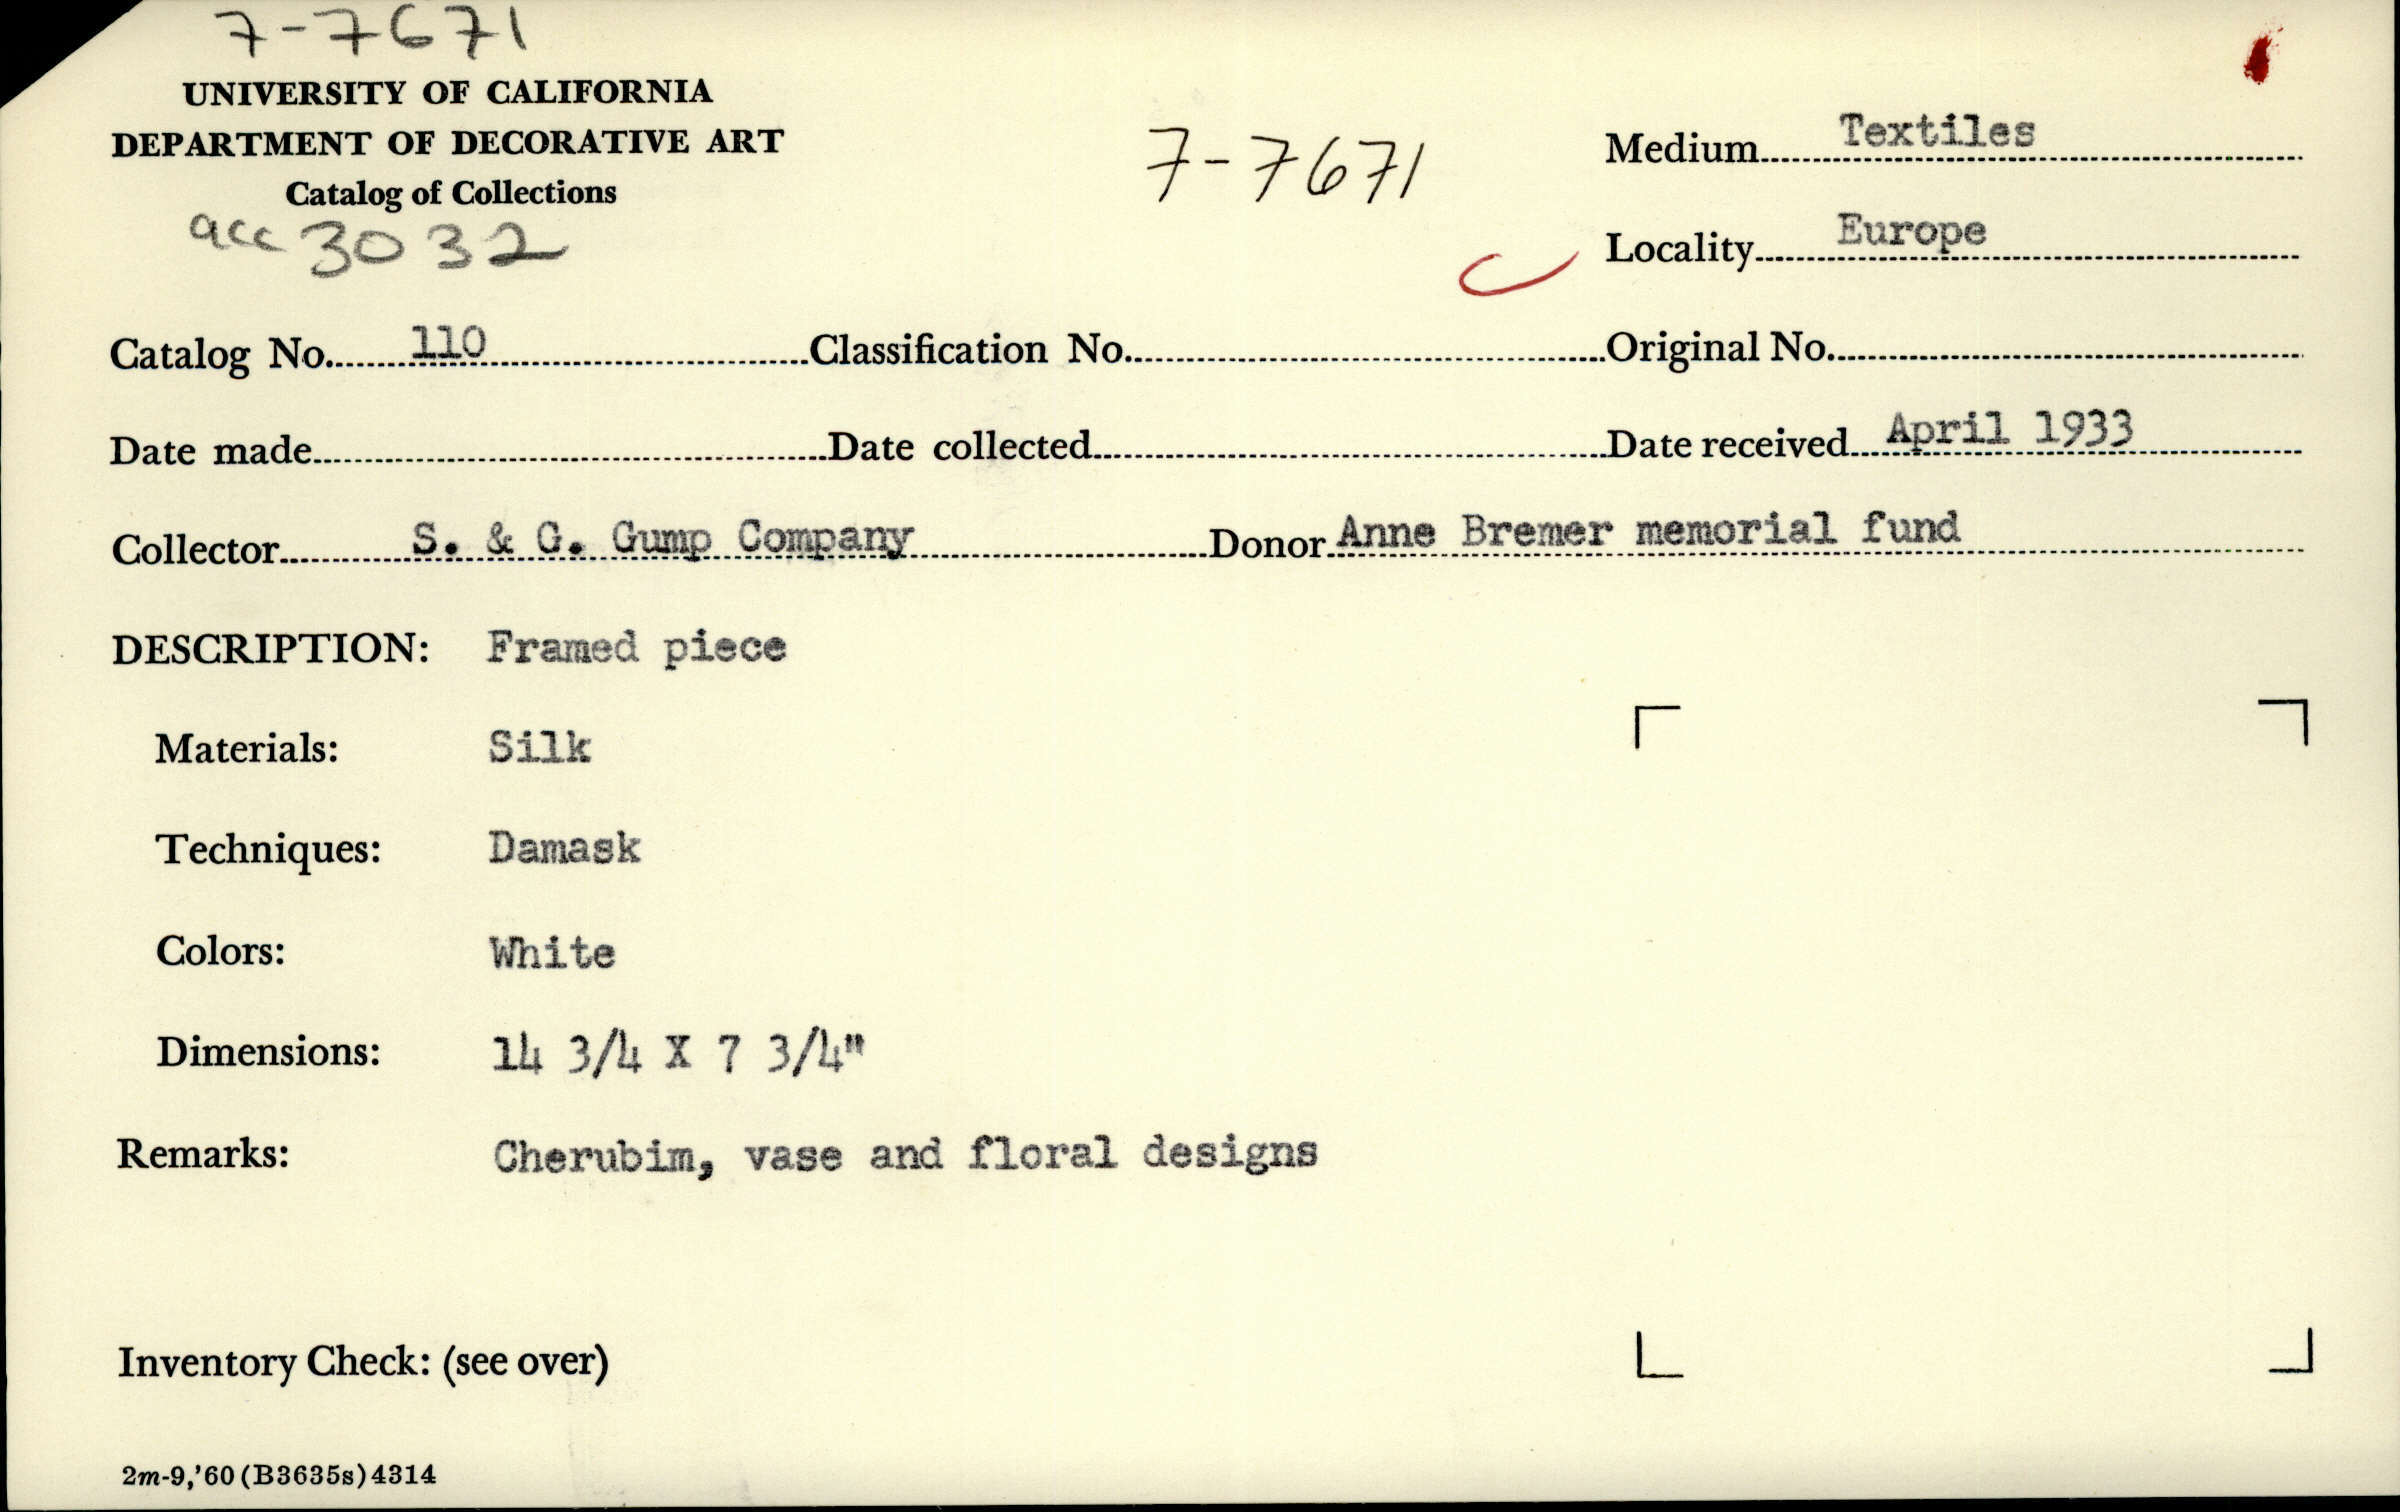 7-7671
UNIVERSITY OF CALIFORNIA
DEPARTMENT OF DECORATIVE ART
Catalog of Collections
acc 3032
7-7671
Medium Textiles
Locality Europe
Catalog No. 110 Classification No. Original No.
Date made Date collected Date received April 1933
Collector S. & G. Gump Company Donor Anne Bremer memorial fund
DESCRIPTION: Framed piece
Materials: Silk
Techniques: Damask
Colors: White
Dimensions: 14 3/4 X 7 3/4"
Remarks: Cherubim, vase and floral designs
Inventory Check: (see over)
2m-9,'60(B3635s)4314